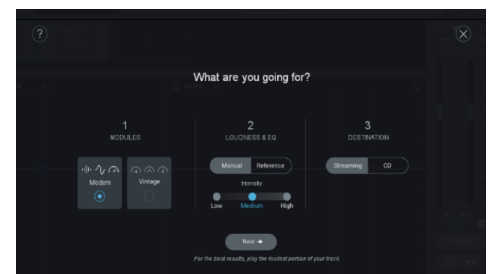 ?
What are you going for?
1
MODULES
Modern
Vintage
2
LOUDNESS & EQ
Manual Reference
Intensity
Low Medium High
3
DESTINATION
Streaming CD
Next →
For the best results, play the loudest portion of your track.